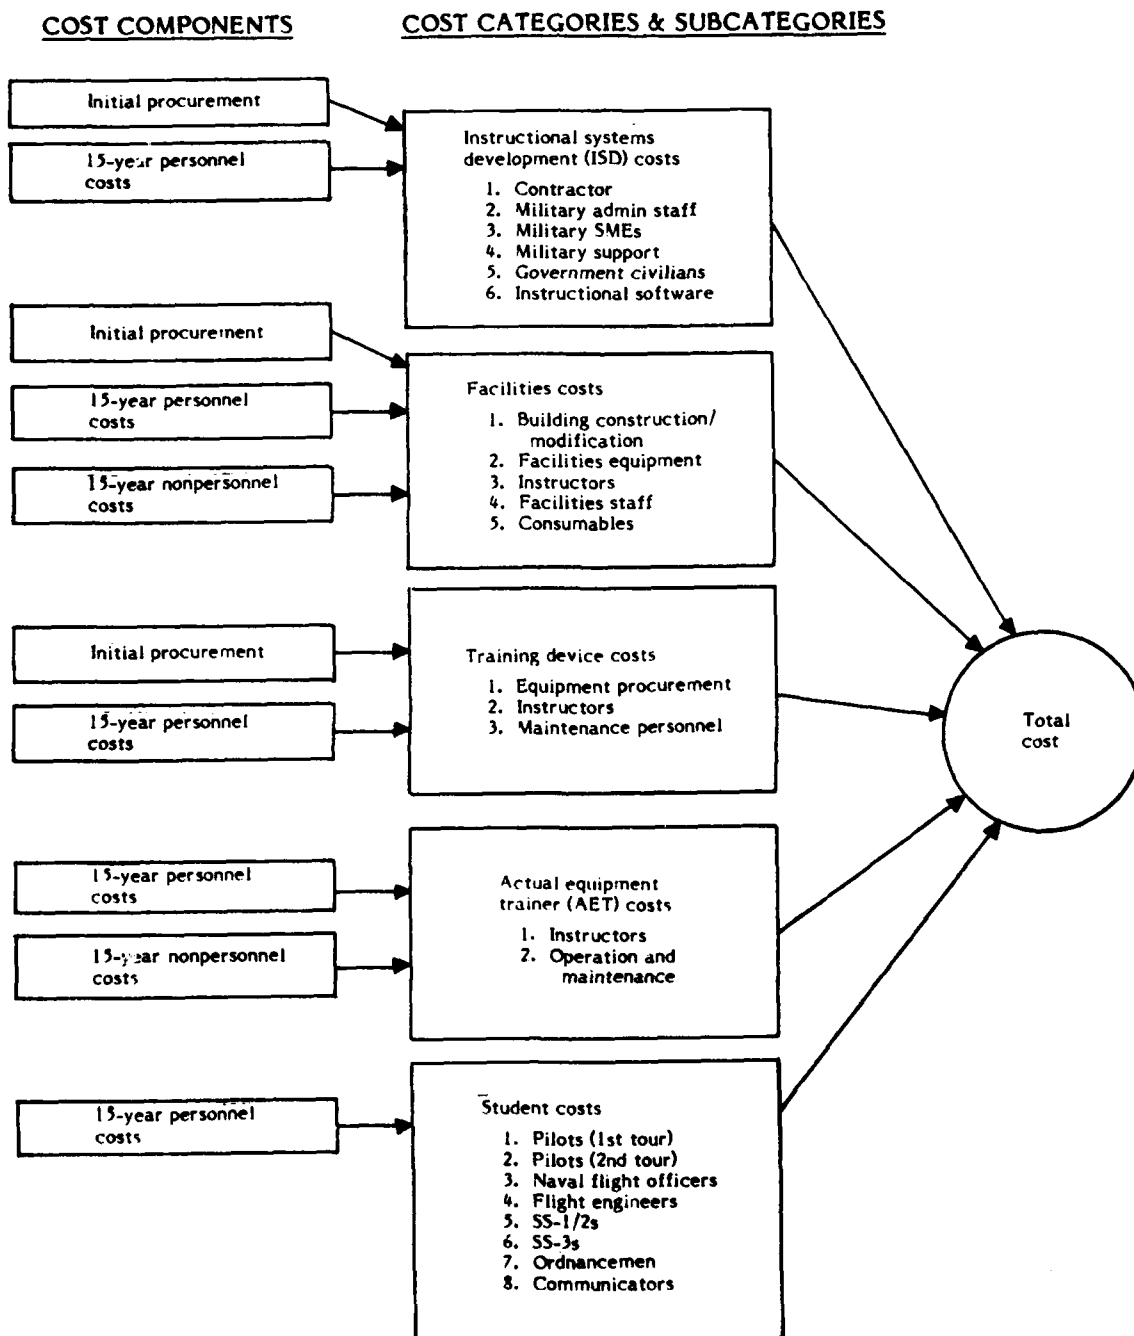 COST COMPONENTS
COST CATEGORIES & SUBCATEGORIES
Initial procurement
15-year personnel
costs
Instructional systems
development (ISD) costs
1. Contractor
2. Military admin staff
3. Military SMEs
4. Military support
5. Government civilians
6. Instructional software
Initial procurement
15-year personnel
costs
15-year nonpersonnel
costs
Facilities costs
1. Building construction/
modification
2. Facilities equipment
3. Instructors
4. Facilities staff
5. Consumables
Initial procurement
15-year personnel
costs
Training device costs
1. Equipment procurement
2. Instructors
3. Maintenance personnel
Total
cost
15-year personnel
costs
15-year nonpersonnel
costs
Actual equipment
trainer (AET) costs
1. Instructors
2. Operation and
maintenance
15-year personnel
costs
Student costs
1. Pilots (1st tour)
2. Pilots (2nd tour)
3. Naval flight officers
4. Flight engineers
5. SS-1/2s
6. SS-3s
7. Ordnancemen
8. Communicators